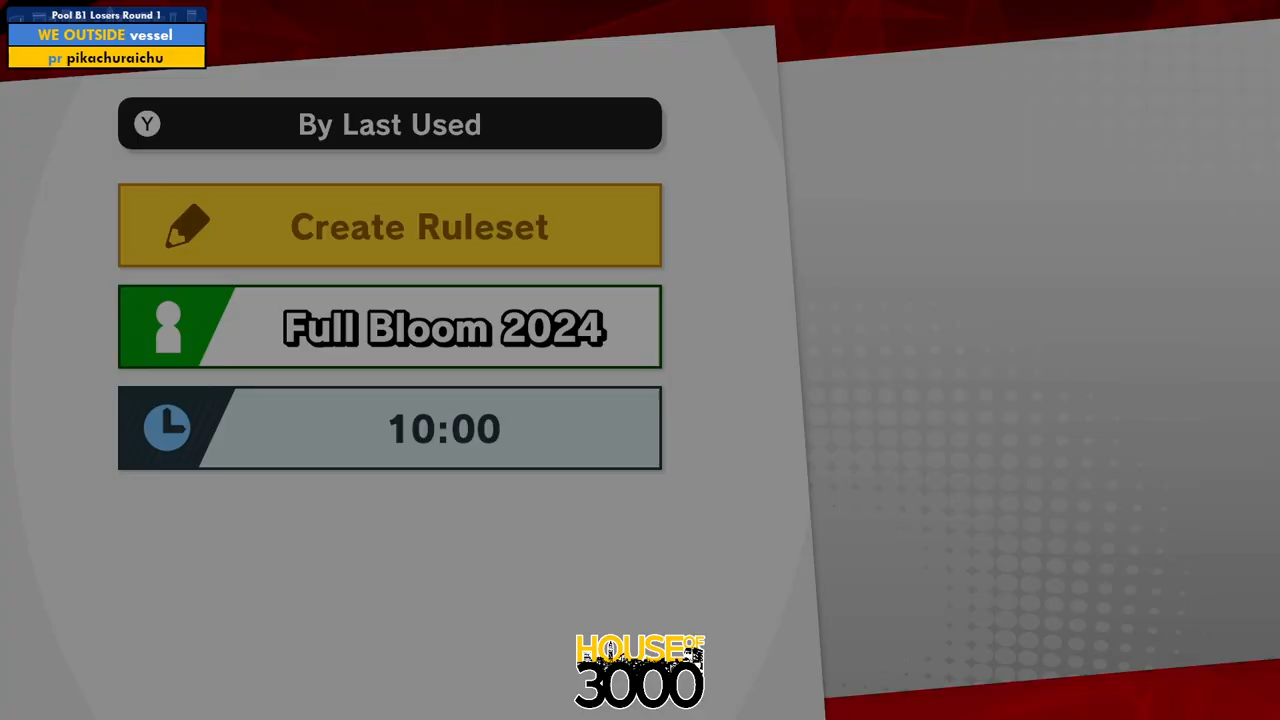 Pool B1 Losers Round 1
WE OUTSIDE vessel
pr pikachuraichu
Y By Last Used
Create Ruleset
Full Bloom 2024
10:00
HOUSE OF
3000